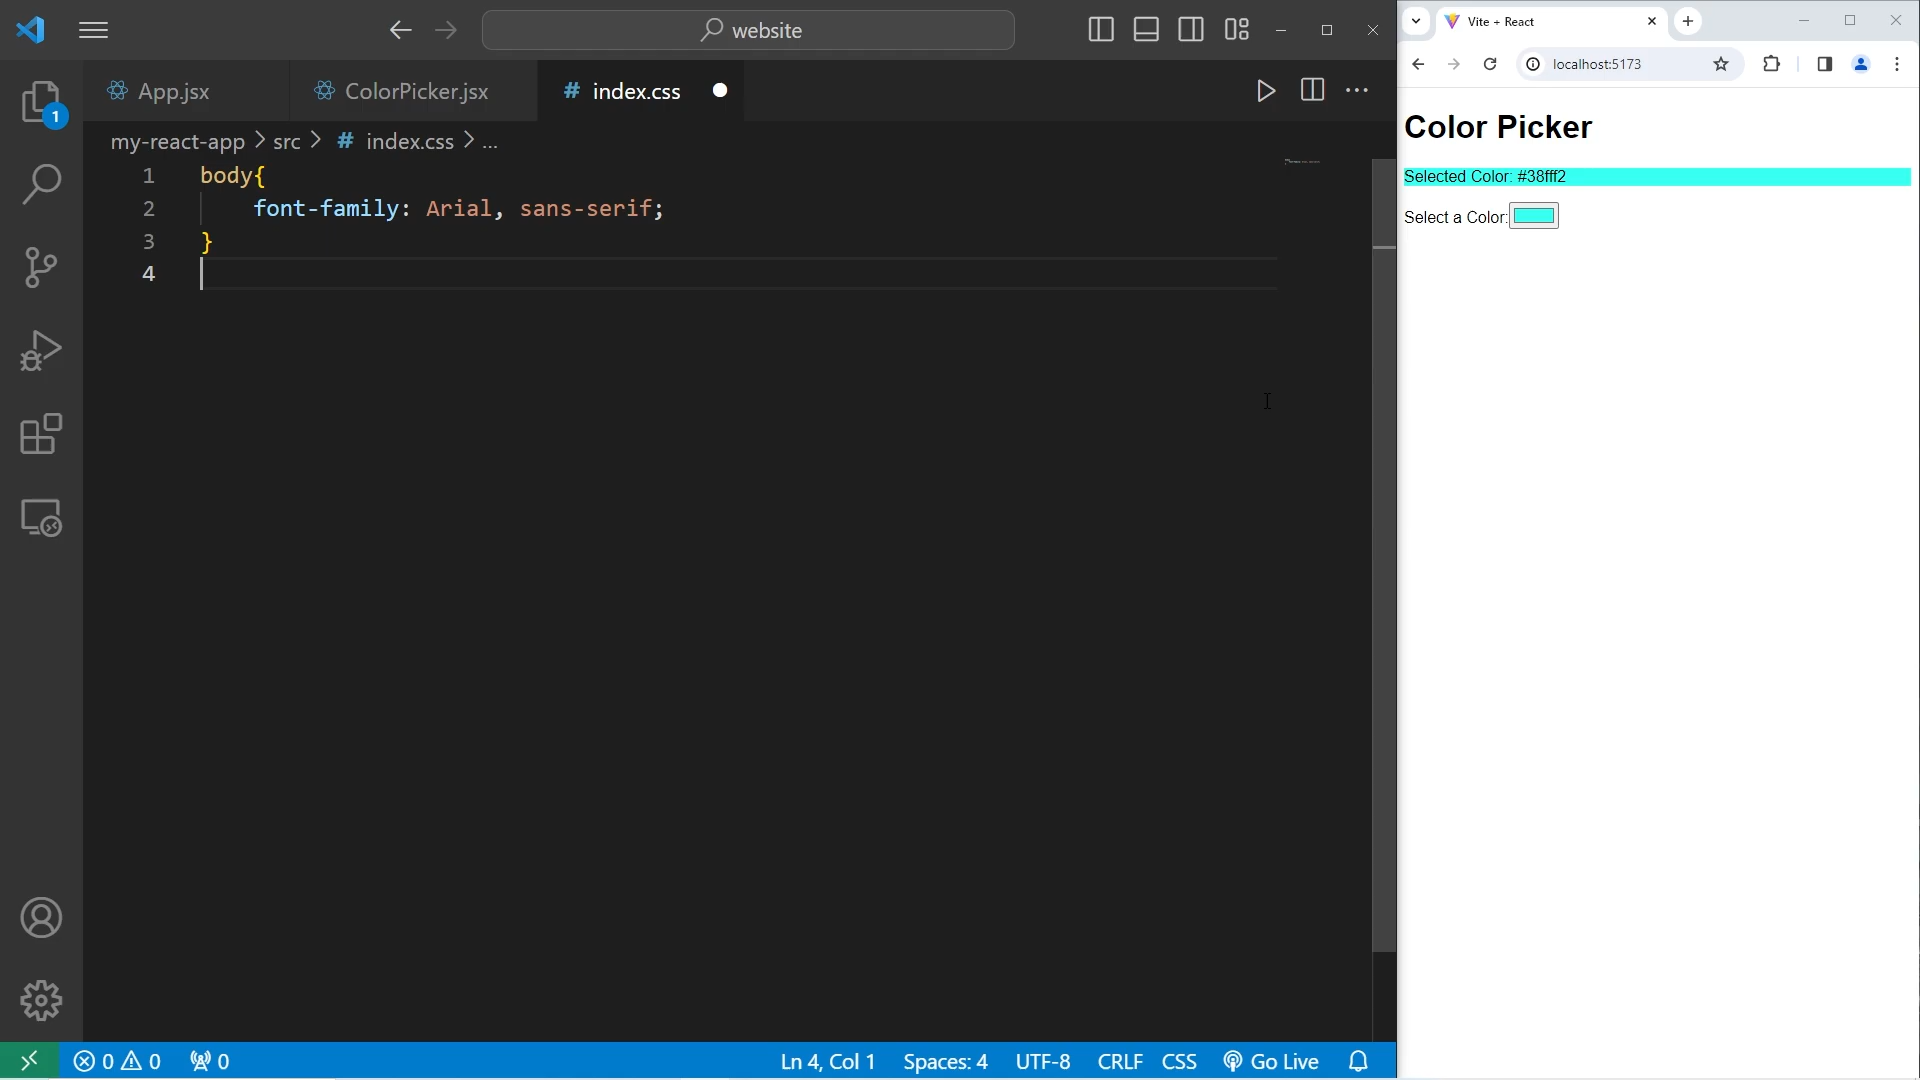 website
App.jsx
ColorPicker.jsx
# index.css
my-react-app > src > # index.css > ...
1 body{
2 font-family: Arial, sans-serif;
3 }
4
1
0 0 0
Ln 4, Col 1
Spaces: 4
UTF-8
CRLF
CSS
Go Live
Vite + React
localhost:5173
Color Picker
Selected Color: #38fff2
Select a Color: